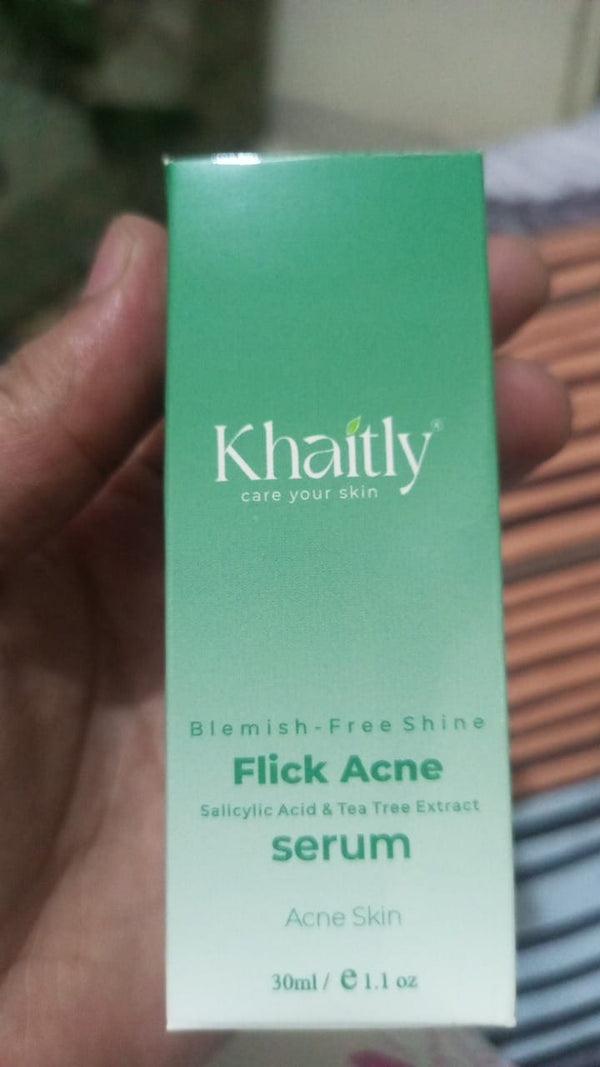 Khaitly®
care your skin
Blemish-Free Shine
Flick Acne
Salicylic Acid & Tea Tree Extract
serum
Acne Skin
30ml / ℮ 1.1 oz